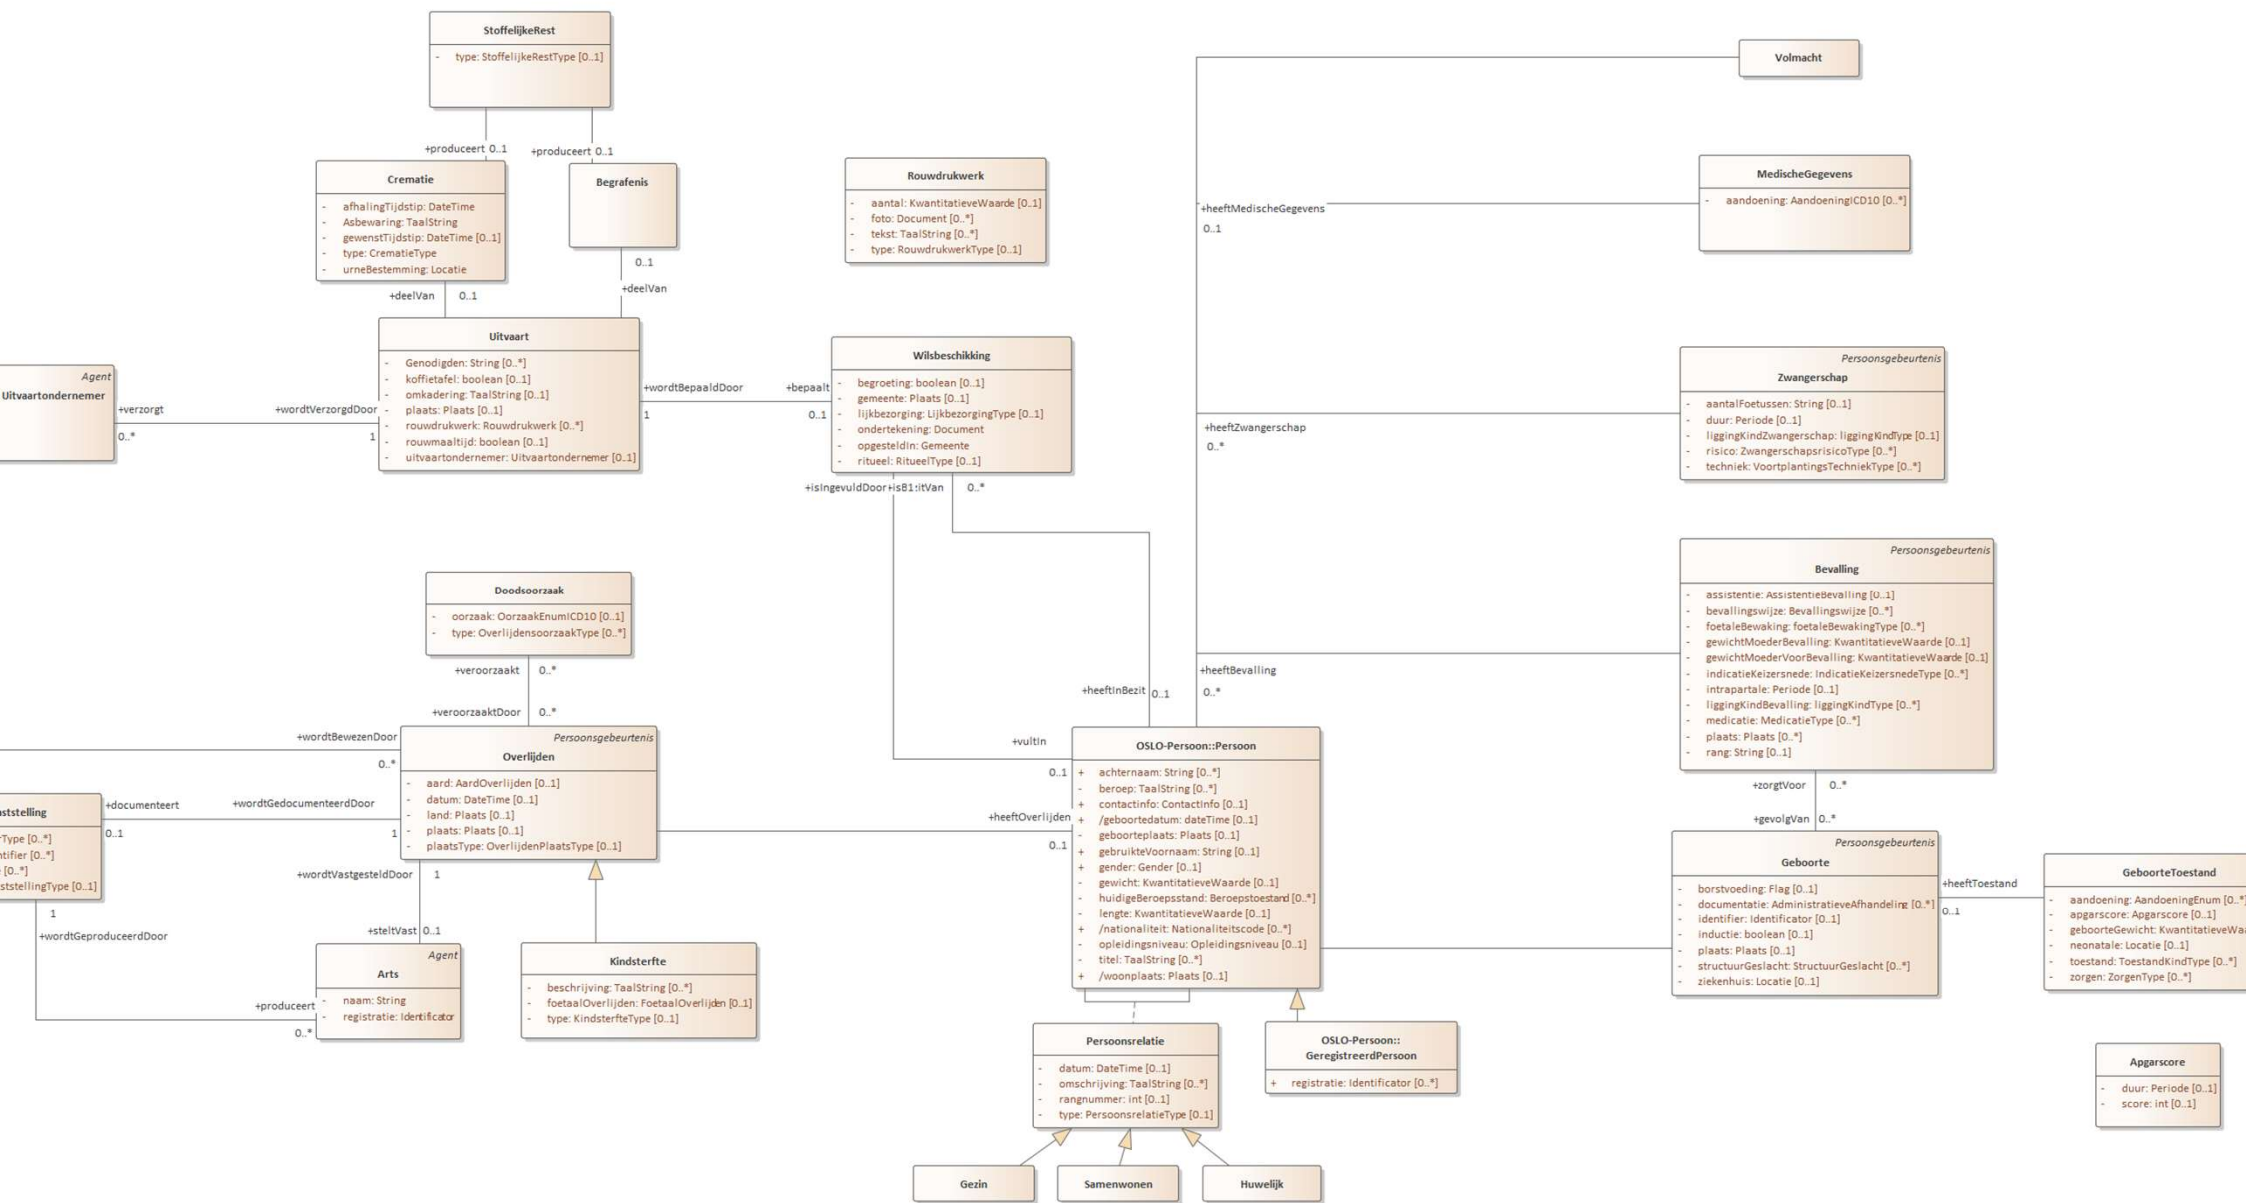 StoffelijkeRest
- type: StoffelijkeRestType [0..1]
+produceert 0..1
+produceert 0..1
Crematie
- afhalingTijdstip: DateTime
- Asbewaring: TaalString
- gewenstTijdstip: DateTime [0..1]
- type: CrematieType
- urneBestemming: Locatie
Begrafenis
+deelVan 0..1
0..1
+deelVan
Rouwdrukwerk
- aantal: KwantitatieveWaarde [0..1]
- foto: Document [0..*]
- tekst: TaalString [0..*]
- type: RouwdrukwerkType [0..1]
Agent
Uitvaartondernemer
+verzorgt
0..*
+wordtVerzorgdDoor
1
Uitvaart
- Genodigden: String [0..*]
- koffietafel: boolean [0..1]
- omkadering: TaalString [0..1]
- plaats: Plaats [0..1]
- rouwdrukwerk: Rouwdrukwerk [0..*]
- rouwmaaltijd: boolean [0..1]
- uitvaartondernemer: Uitvaartondernemer [0..1]
+wordtBepaaldDoor
1
+bepaalt
0..1
Wilsbeschikking
- begroeting: boolean [0..1]
- gemeente: Plaats [0..1]
- lijkbezorging: LijkbezorgingType [0..1]
- ondertekening: Document
- opgesteldIn: Gemeente
- ritueel: RitueelType [0..1]
+isIngevuldDoor
0..*
Volmacht
MedischeGegevens
- aandoening: AandoeningICD10 [0..*]
+heeftMedischeGegevens
0..1
Persoonsgebeurtenis
Zwangerschap
- aantalFoetussen: String [0..1]
- duur: Periode [0..1]
- liggingKindZwangerschap: liggingKindType [0..1]
- risico: ZwangerschapsrisicoType [0..*]
- techniek: VoortplantingsTechniekType [0..*]
+heeftZwangerschap
0..*
Persoonsgebeurtenis
Bevalling
- assistentie: AssistentieBevalling [0..1]
- bevallingswijze: Bevallingswijze [0..*]
- foetaleBewaking: foetaleBewakingType [0..*]
- gewichtMoederBevalling: KwantitatieveWaarde [0..1]
- gewichtMoederVoorBevalling: KwantitatieveWaarde [0..1]
- indicatieKeizersnede: IndicatieKeizersnedeType [0..*]
- intrapartale: Periode [0..1]
- liggingKindBevalling: liggingKindType [0..*]
- medicatie: MedicatieType [0..*]
- plaats: Plaats [0..*]
- rang: String [0..1]
+heeftBevalling
0..*
+zorgtVoor 0..*
+gevolgVan 0..*
Doodsoorzaak
- oorzaak: OorzaakEnumICD10 [0..1]
- type: OverlijdensoorzaakType [0..*]
+veroorzaakt 0..*
+veroorzaaktDoor 0..*
+wordtBewezenDoor
0..*
Persoonsgebeurtenis
Overlijden
- aard: AardOverlijden [0..1]
- datum: DateTime [0..1]
- land: Plaats [0..1]
- plaats: Plaats [0..1]
- plaatsType: OverlijdenPlaatsType [0..1]
ststelling
rType [0..*]
ntifier [0..*]
[0..*]
ststellingType [0..1]
+documenteert
0..1
+wordtGedocumenteerdDoor
1
+wordtVastgesteldDoor 1
+steltVast 0..1
1
+wordtGeproduceerdDoor
+produceert
0..*
Agent
Arts
- naam: String
- registratie: Identificator
Kindsterfte
- beschrijving: TaalString [0..*]
- foetaalOverlijden: FoetaalOverlijden [0..1]
- type: KindsterfteType [0..1]
+heeftOverlijden
0..1
+heeftInBezit 0..1
+vultIn
0..1
OSLO-Persoon::Persoon
+ achternaam: String [0..*]
- beroep: TaalString [0..*]
+ contactinfo: ContactInfo [0..1]
+ /geboortedatum: dateTime [0..1]
- geboorteplaats: Plaats [0..1]
+ gebruikteVoornaam: String [0..1]
+ gender: Gender [0..1]
- gewicht: KwantitatieveWaarde [0..1]
- huidigeBeroepsstand: Beroepstoestand [0..*]
- lengte: KwantitatieveWaarde [0..1]
+ /nationaliteit: Nationaliteitscode [0..*]
- opleidingsniveau: Opleidingsniveau [0..1]
- titel: TaalString [0..*]
+ /woonplaats: Plaats [0..1]
Persoonsrelatie
- datum: DateTime [0..1]
- omschrijving: TaalString [0..*]
- rangnummer: int [0..1]
- type: PersoonsrelatieType [0..1]
OSLO-Persoon::
GeregistreerdPersoon
+ registratie: Identificator [0..*]
Gezin
Samenwonen
Huwelijk
Persoonsgebeurtenis
Geboorte
- borstvoeding: Flag [0..1]
- documentatie: AdministratieveAfhandeling [0..*]
- identifier: Identificator [0..1]
- inductie: boolean [0..1]
- plaats: Plaats [0..1]
- structuurGeslacht: StructuurGeslacht [0..*]
- ziekenhuis: Locatie [0..1]
+heeftToestand
0..1
GeboorteToestand
- aandoening: AandoeningEnum [0..*]
- apgarscore: Apgarscore [0..1]
- geboorteGewicht: KwantitatieveWaa
- neonatale: Locatie [0..1]
- toestand: ToestandKindType [0..*]
- zorgen: ZorgenType [0..*]
Apgarscore
- duur: Periode [0..1]
- score: int [0..1]